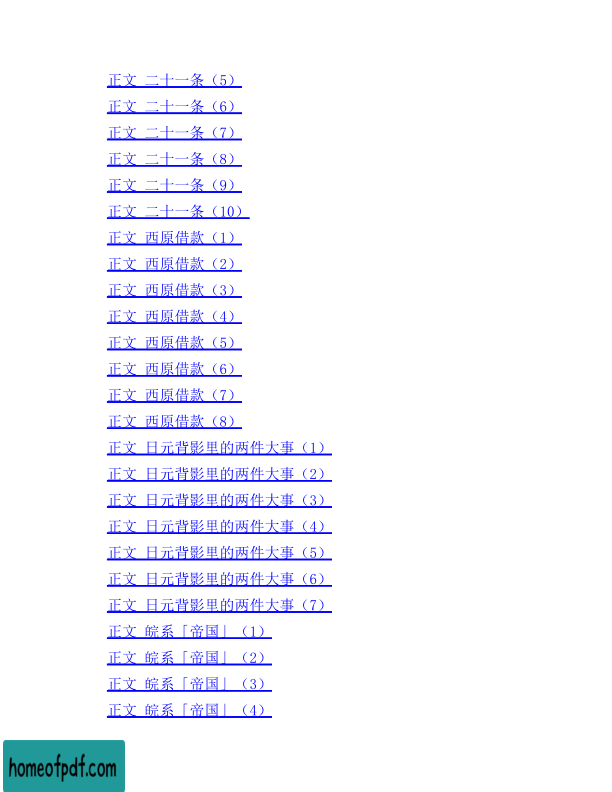 正文 二十一条（5）
正文 二十一条（6）
正文 二十一条（7）
正文 二十一条（8）
正文 二十一条（9）
正文 二十一条（10）
正文 西原借款（1）
正文 西原借款（2）
正文 西原借款（3）
正文 西原借款（4）
正文 西原借款（5）
正文 西原借款（6）
正文 西原借款（7）
正文 西原借款（8）
正文 日元背影里的两件大事（1）
正文 日元背影里的两件大事（2）
正文 日元背影里的两件大事（3）
正文 日元背影里的两件大事（4）
正文 日元背影里的两件大事（5）
正文 日元背影里的两件大事（6）
正文 日元背影里的两件大事（7）
正文 皖系「帝国」（1）
正文 皖系「帝国」（2）
正文 皖系「帝国」（3）
正文 皖系「帝国」（4）
homeofpdf.com